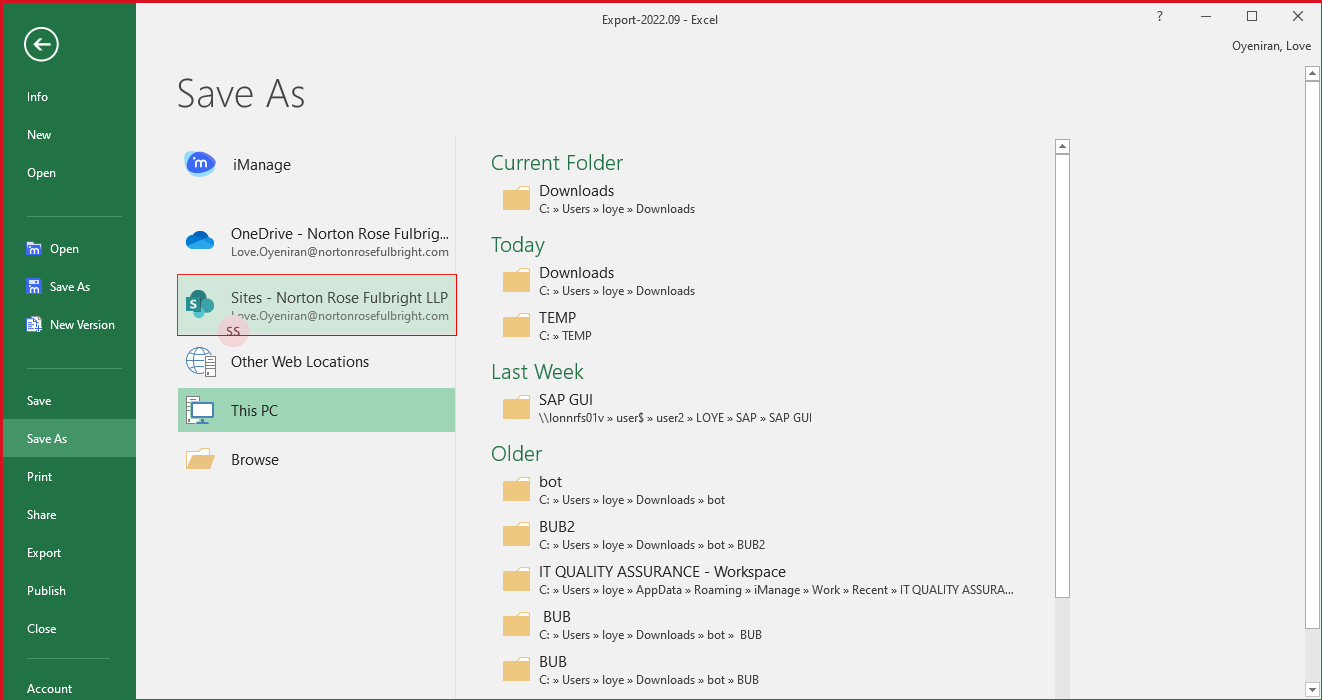 Export-2022.09 - Excel
?
Oyeniran, Love
Info
New
Open
Open
Save As
New Version
Save
Save As
Print
Share
Export
Publish
Close
Account
Save As
m
iManage
OneDrive - Norton Rose Fulbrig...
Love.Oyeniran@nortonrosefulbright.com
S
Sites - Norton Rose Fulbright LLP
Love.Oyeniran@nortonrosefulbright.com
SS
Other Web Locations
This PC
Browse
Current Folder
Downloads
C: » Users » loye » Downloads
Today
Downloads
C: » Users » loye » Downloads
TEMP
C: » TEMP
Last Week
SAP GUI
\\lonnrfs01v » user$ » user2 » LOYE » SAP » SAP GUI
Older
bot
C: » Users » loye » Downloads » bot
BUB2
C: » Users » loye » Downloads » bot » BUB2
IT QUALITY ASSURANCE - Workspace
C: » Users » loye » AppData » Roaming » iManage » Work » Recent » IT QUALITY ASSURA...
BUB
C: » Users » loye » Downloads » bot » BUB
BUB
C: » Users » loye » Downloads » bot » BUB